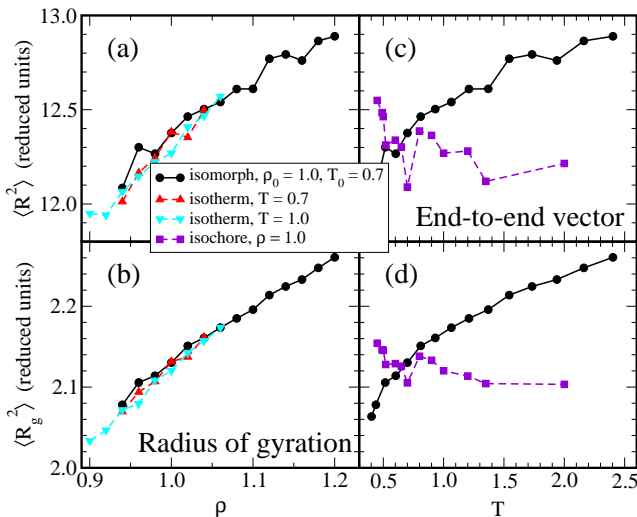 (a)
(c)
13.0
12.5
12.0
⟨R²⟩ (reduced units)
isomorph, ρ₀ = 1.0, T₀ = 0.7
isotherm, T = 0.7
isotherm, T = 1.0
isochore, ρ = 1.0
End-to-end vector
(b)
(d)
2.2
2.1
2.0
⟨R_g²⟩ (reduced units)
Radius of gyration
0.9 1.0 1.1 1.2
0.5 1.0 1.5 2.0 2.5
ρ
T